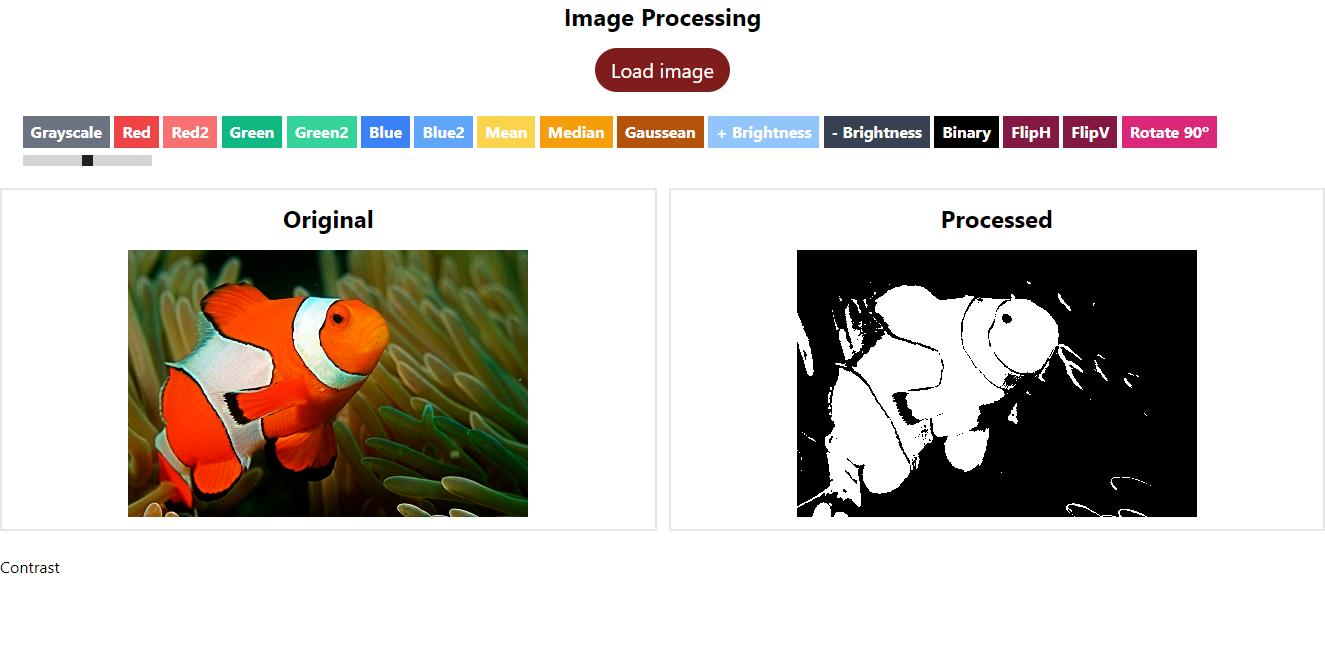 Image Processing
Load image
Grayscale Red Red2 Green Green2 Blue Blue2 Mean Median Gaussean + Brightness - Brightness Binary FlipH FlipV Rotate 90º
Original
Processed
Contrast